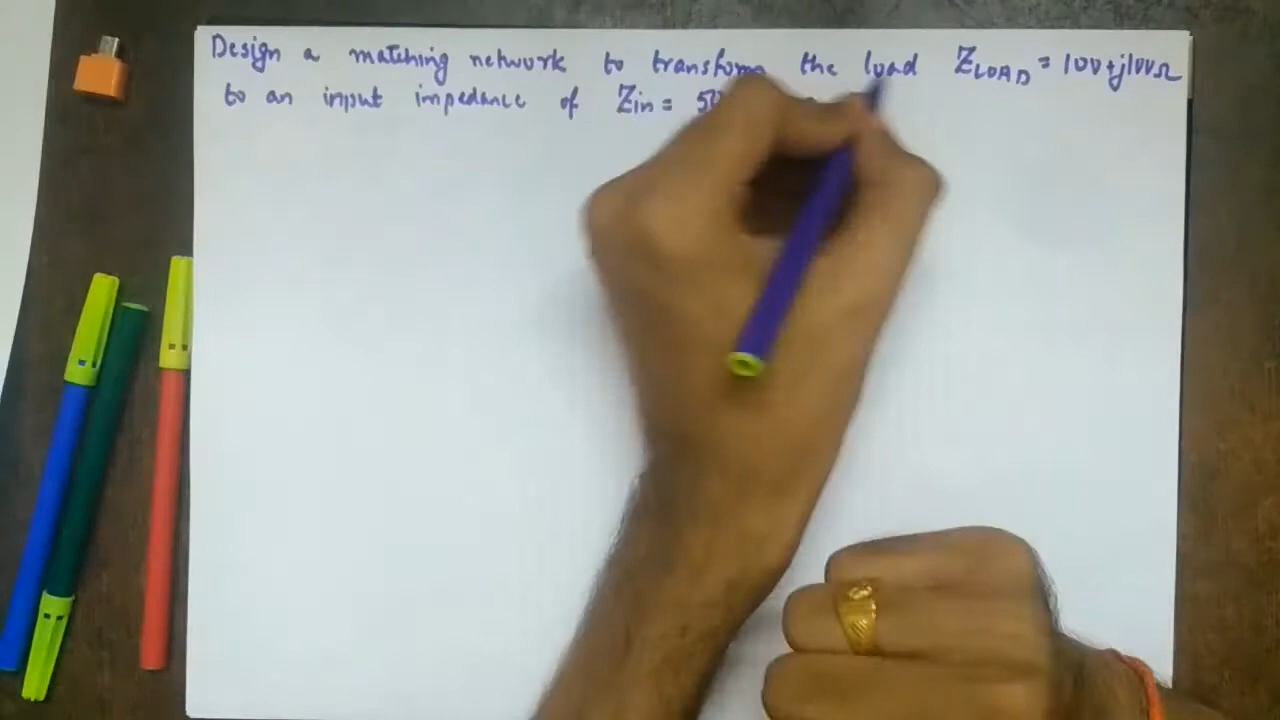 Design a matching network to transform the load ZLOAD = 100+j100Ω
to an input impedance of Zin =